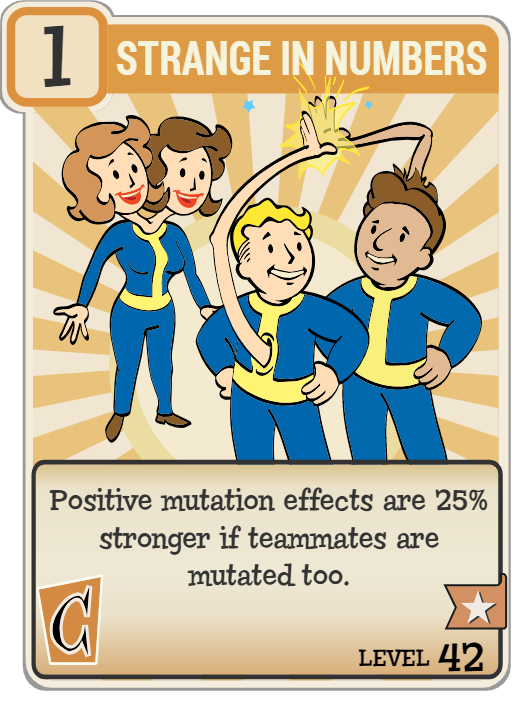 1
STRANGE IN NUMBERS
Positive mutation effects are 25%
stronger if teammates are
mutated too.
C
LEVEL 42